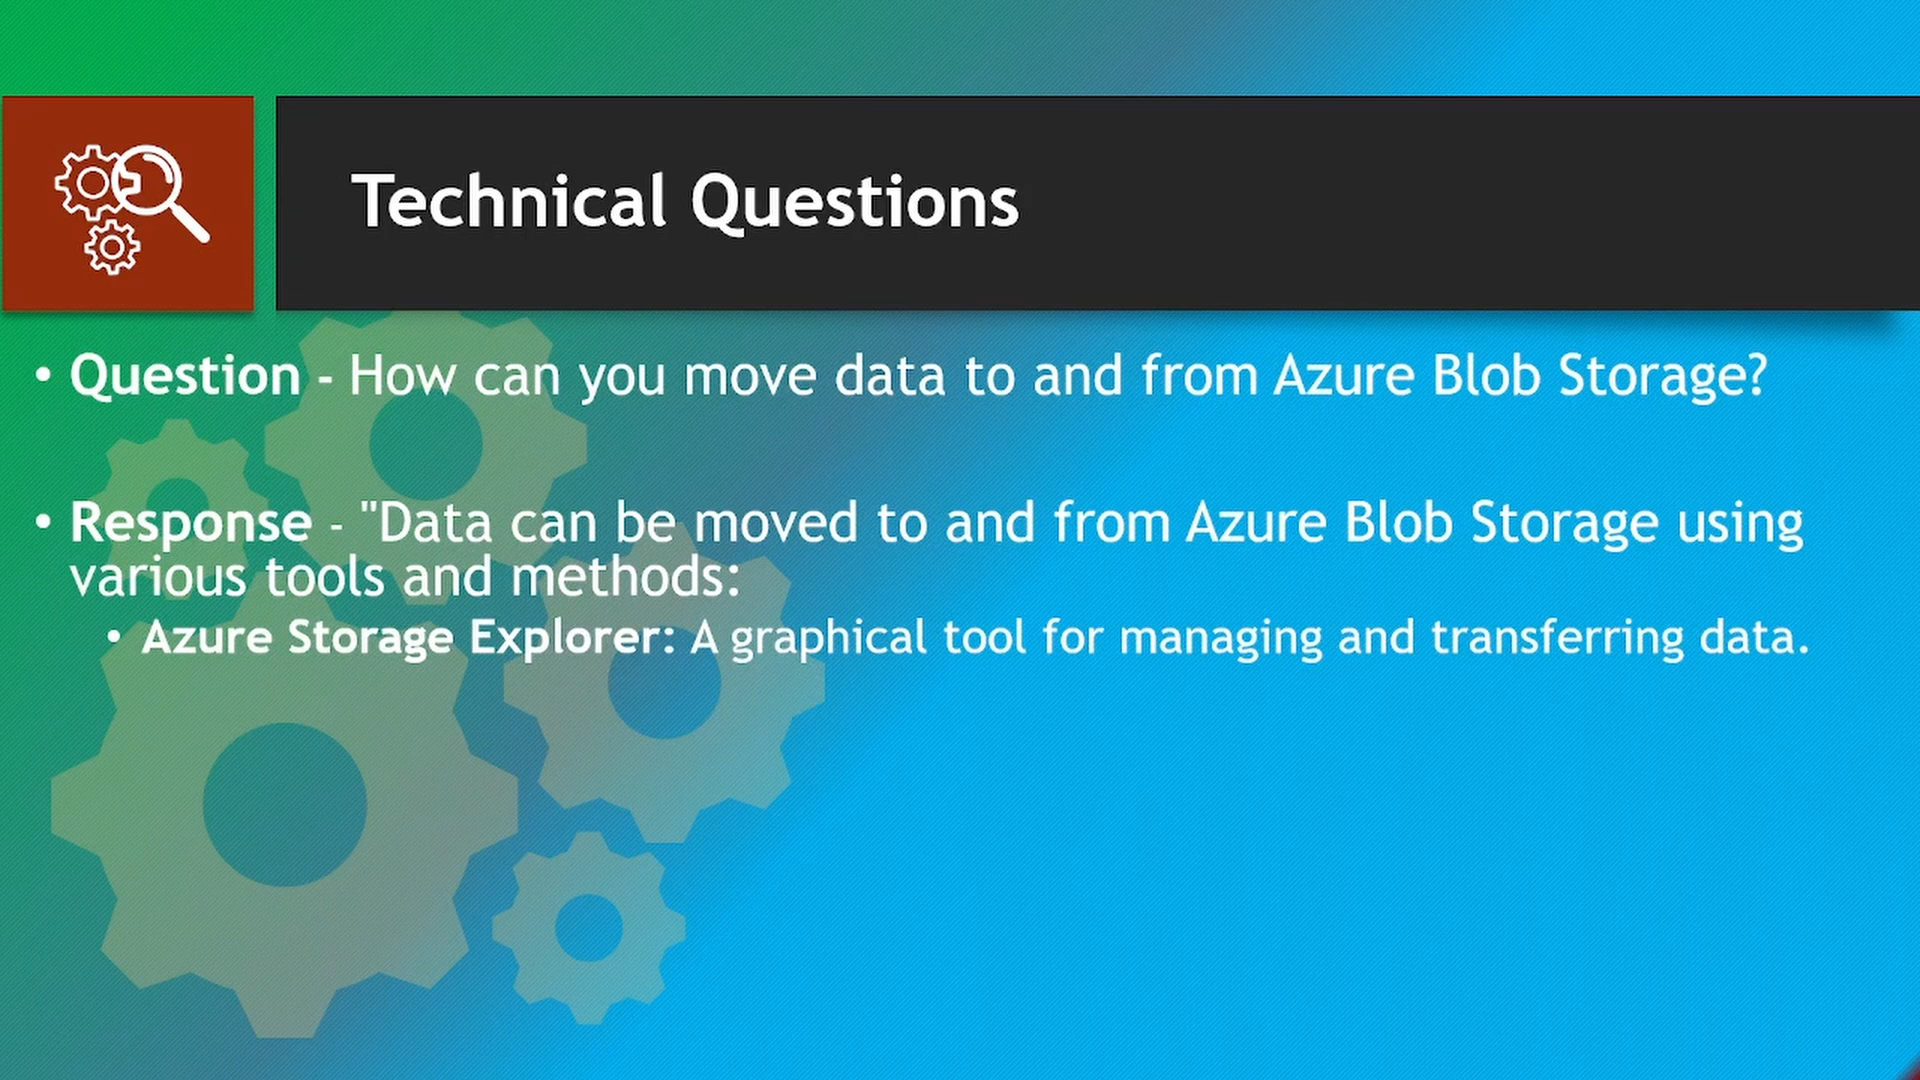 Technical Questions
• Question - How can you move data to and from Azure Blob Storage?
• Response - "Data can be moved to and from Azure Blob Storage using
various tools and methods:
• Azure Storage Explorer: A graphical tool for managing and transferring data.